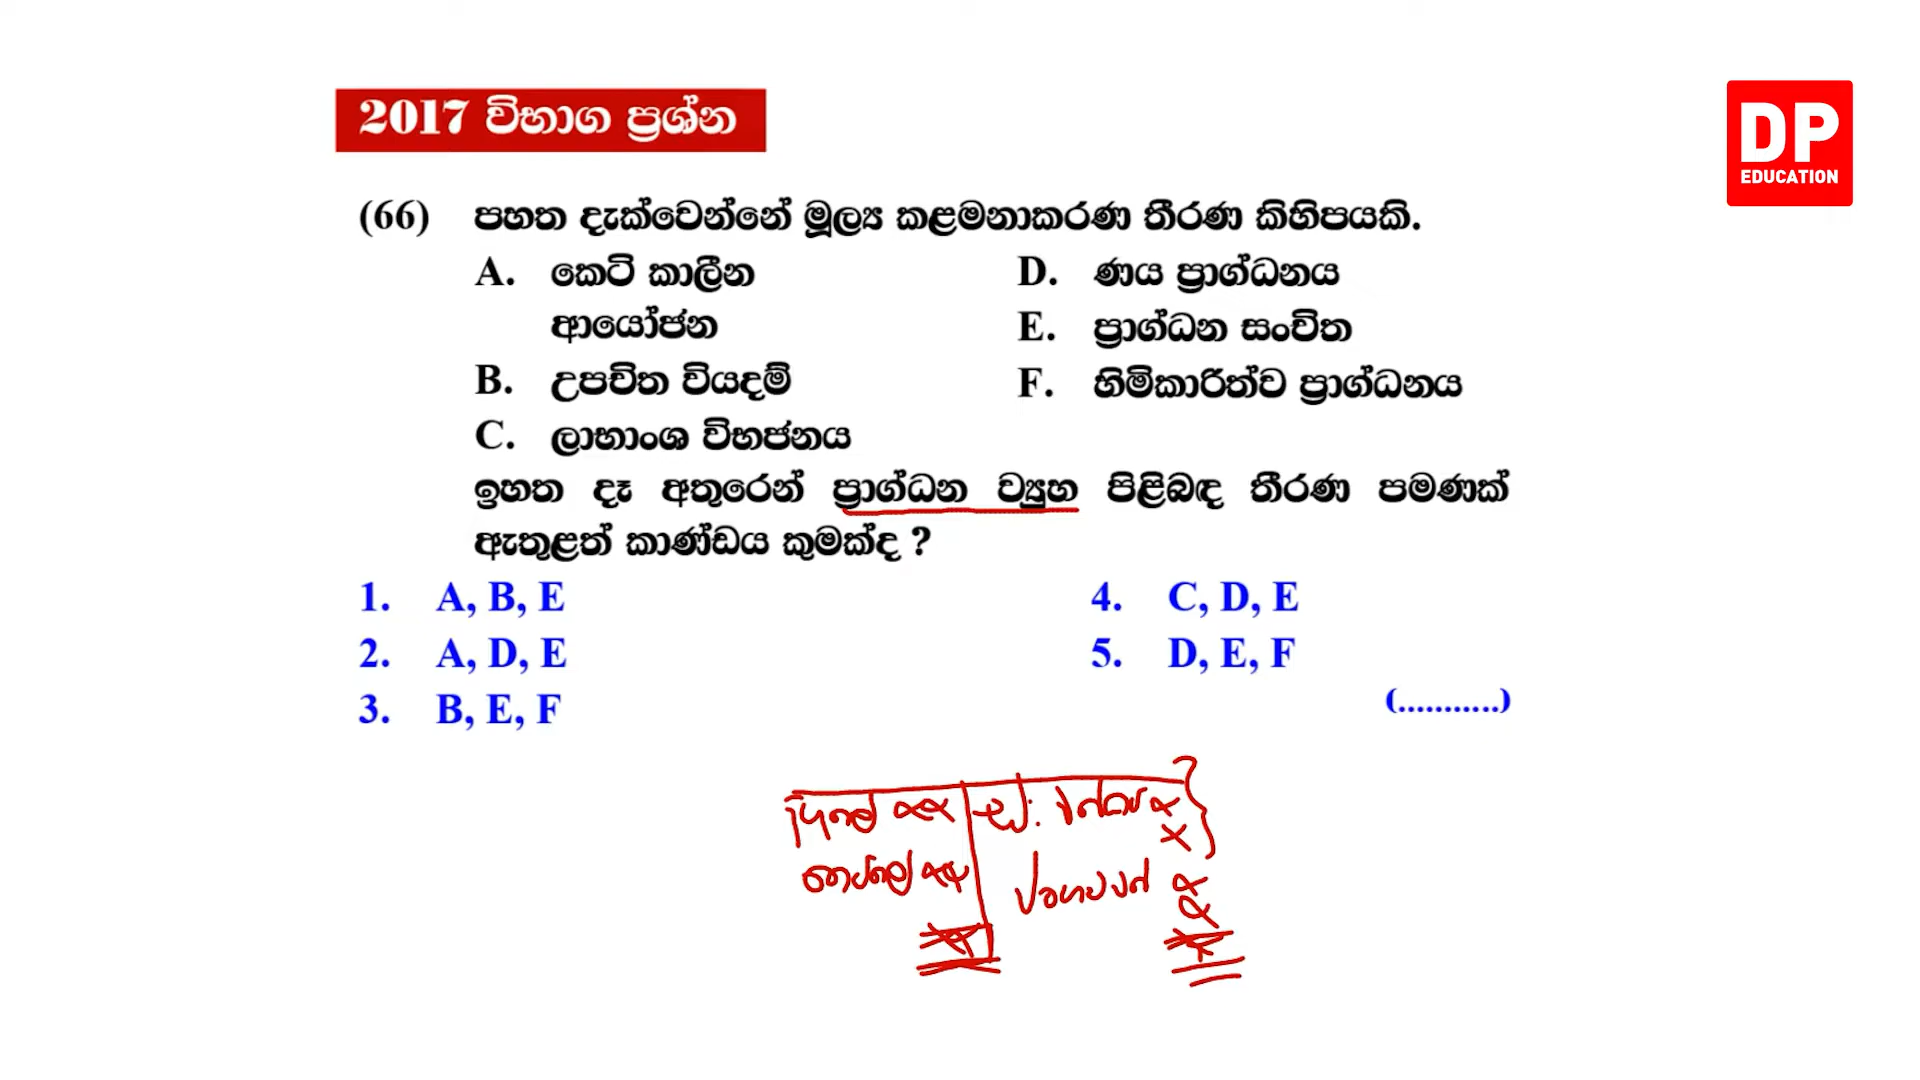 2017 විභාග ප්‍රශ්න
DP
EDUCATION
(66) පහත දැක්වෙන්නේ මූල්‍ය කළමනාකරණ තීරණ කිහිපයකි.
A. කෙටි කාලීන
ආයෝජන
B. උපචිත වියදම්
C. ලාභාංශ විභජනය
D. ණය ප්‍රාග්ධනය
E. ප්‍රාග්ධන සංචිත
F. හිමිකාරිත්ව ප්‍රාග්ධනය
ඉහත දෑ අතුරෙන් ප්‍රාග්ධන ව්‍යුහ පිළිබඳ තීරණ පමණක්
ඇතුළත් කාණ්ඩය කුමක්ද ?
1. A, B, E
2. A, D, E
3. B, E, F
4. C, D, E
5. D, E, F
(...........)